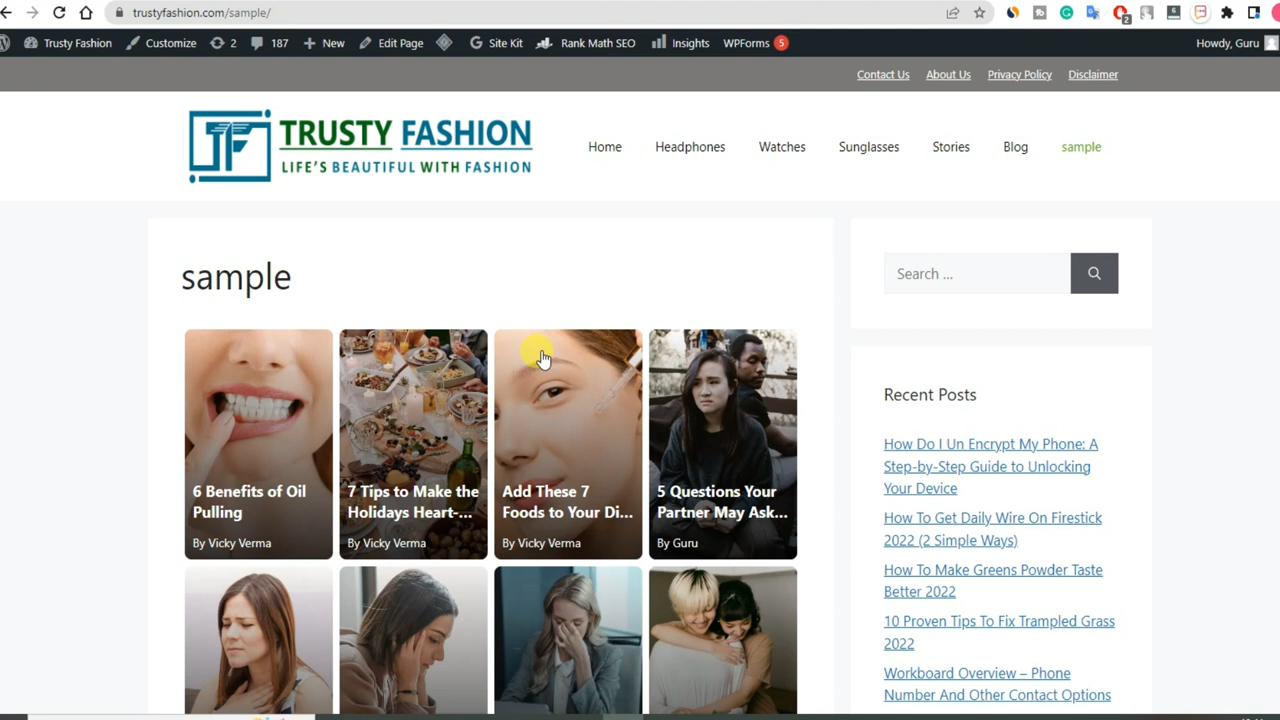 trustyfashion.com/sample/
2
6
Trusty Fashion Customize 2 187 New Edit Page Site Kit Rank Math SEO Insights WPForms 5 Howdy, Guru
Contact Us About Us Privacy Policy Disclaimer
TF TRUSTY FASHION
LIFE'S BEAUTIFUL WITH FASHION
Home Headphones Watches Sunglasses Stories Blog sample
sample
6 Benefits of Oil
Pulling
By Vicky Verma
7 Tips to Make the
Holidays Heart-...
By Vicky Verma
Add These 7
Foods to Your Di...
By Vicky Verma
5 Questions Your
Partner May Ask...
By Guru
Search ...
Recent Posts
How Do I Un Encrypt My Phone: A
Step-by-Step Guide to Unlocking
Your Device
How To Get Daily Wire On Firestick
2022 (2 Simple Ways)
How To Make Greens Powder Taste
Better 2022
10 Proven Tips To Fix Trampled Grass
2022
Workboard Overview – Phone
Number And Other Contact Options